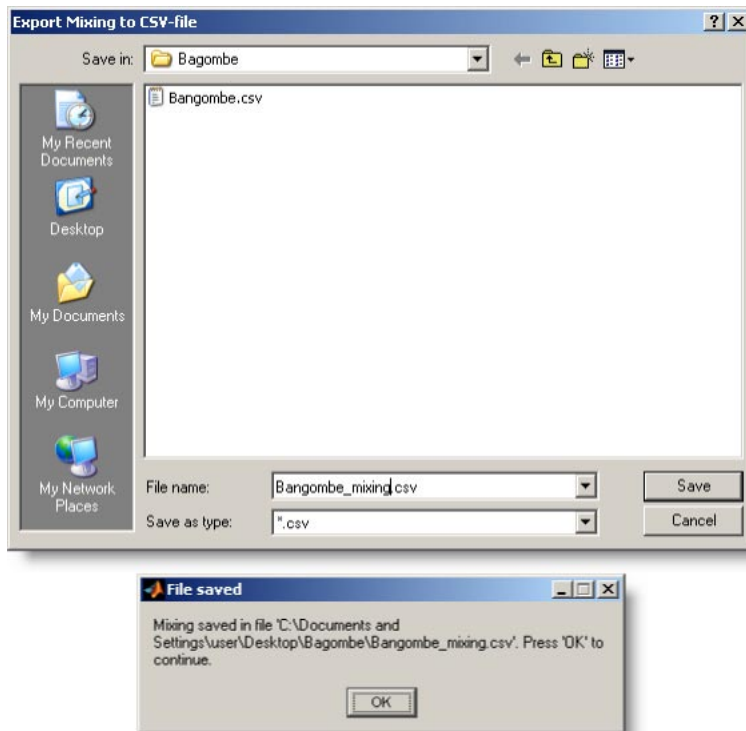 Export Mixing to CSV-file
Save in:
Bagombe
Bangombe.csv
My Recent
Documents
Desktop
My Documents
My Computer
My Network
Places
File name:
Bangombe_mixing.csv
Save
Save as type:
*.csv
Cancel
File saved
Mixing saved in file 'C:\Documents and
Settings\user\Desktop\Bagombe\Bangombe_mixing.csv'. Press 'OK' to
continue.
OK